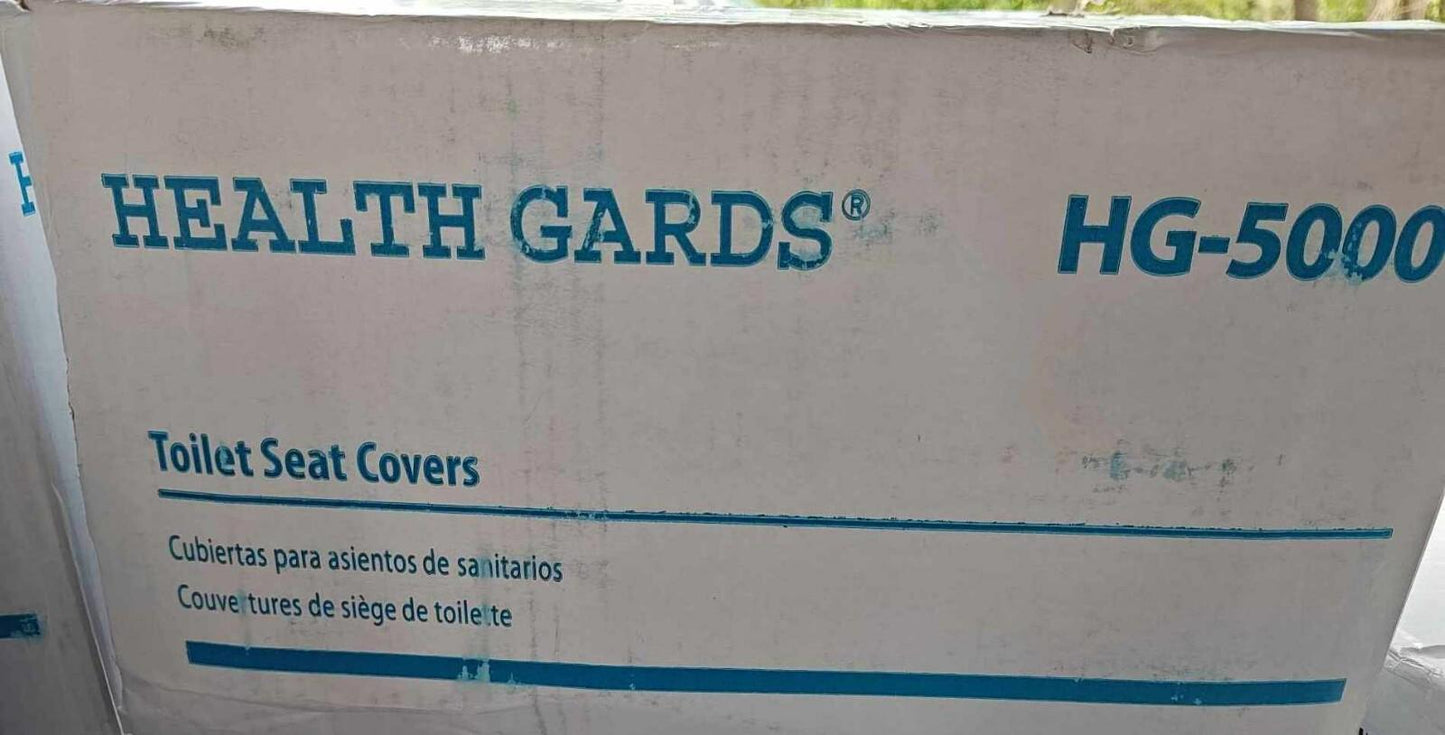 HEALTH GARDS® HG-5000
Toilet Seat Covers
Cubiertas para asientos de sanitarios
Couvertures de siège de toilette